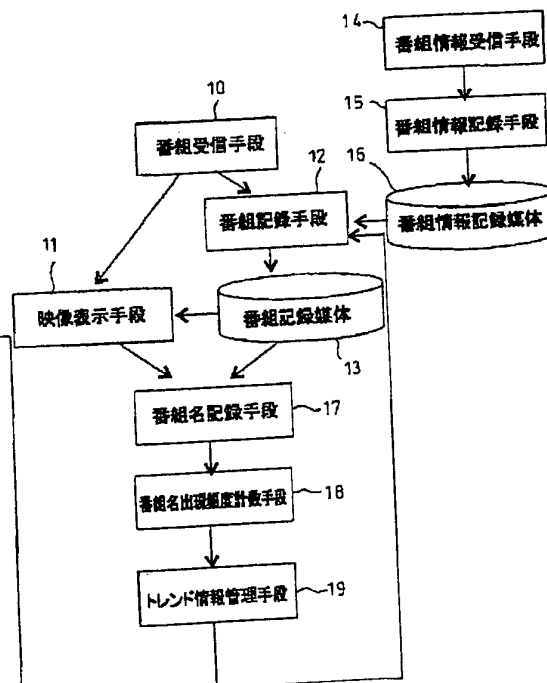 14
番組情報受信手段
15
番組情報記録手段
10
番組受信手段
16
番組情報記録媒体
12
番組記録手段
11
映像表示手段
番組記録媒体
13
番組名記録手段
17
番組名出現頻度計数手段
18
トレンド情報管理手段
19